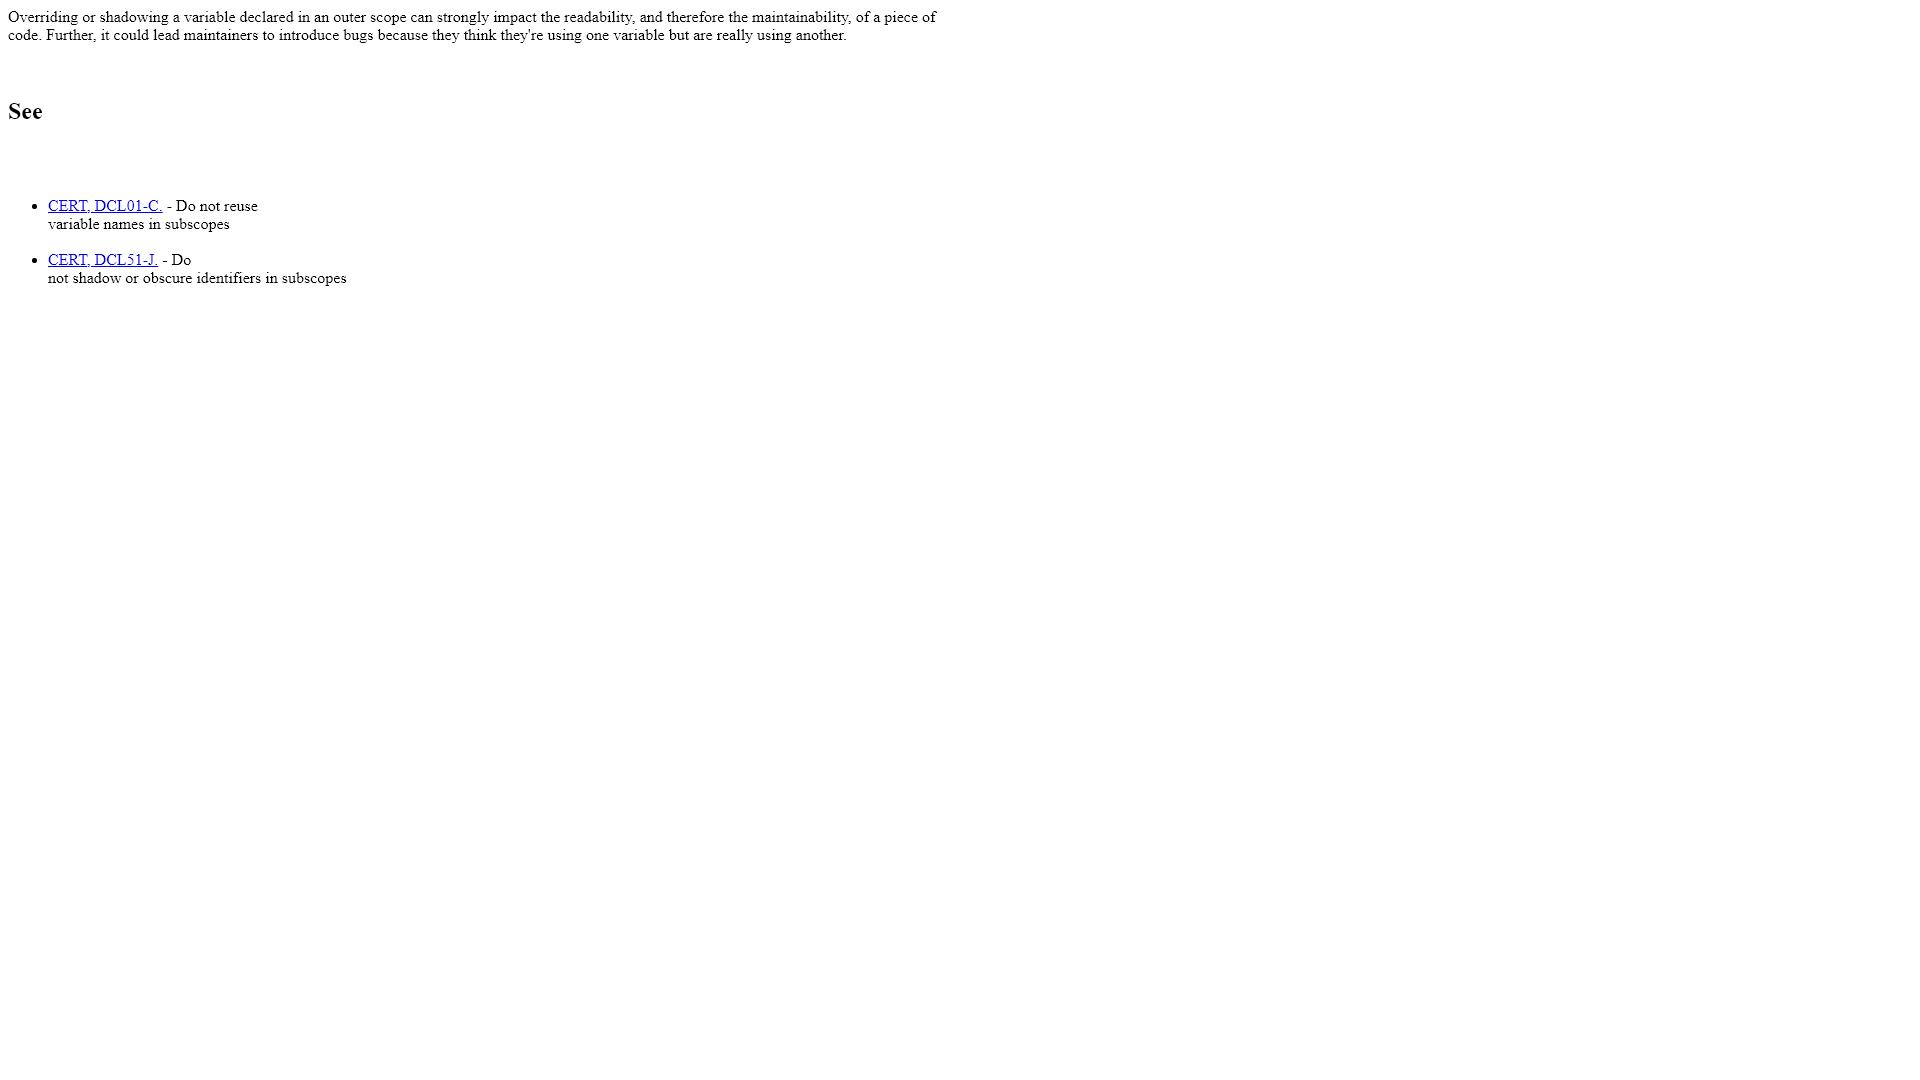 Overriding or shadowing a variable declared in an outer scope can strongly impact the readability, and therefore the maintainability, of a piece of
code. Further, it could lead maintainers to introduce bugs because they think they're using one variable but are really using another.
See
CERT, DCL01-C. - Do not reuse
variable names in subscopes
CERT, DCL51-J. - Do
not shadow or obscure identifiers in subscopes